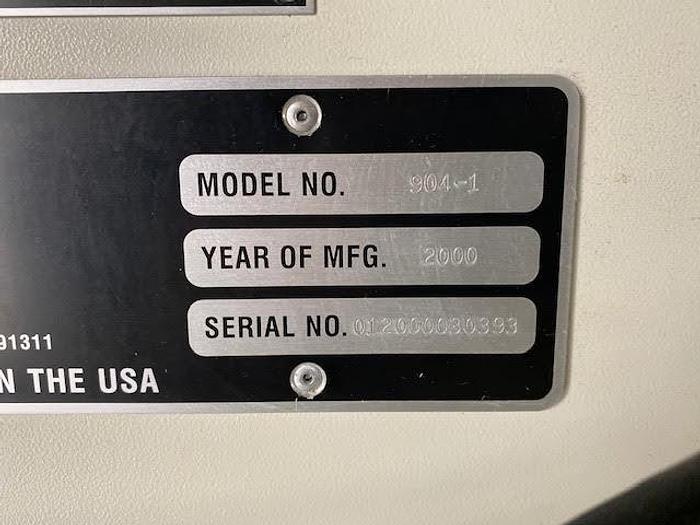 MODEL NO. 904-1
YEAR OF MFG. 2000
SERIAL NO. 012000030393
91311
N THE USA